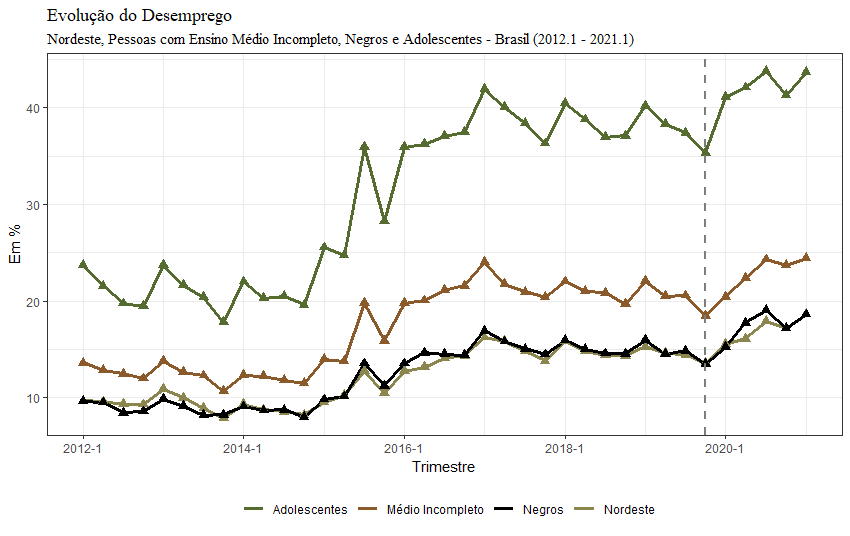 Evolução do Desemprego
Nordeste, Pessoas com Ensino Médio Incompleto, Negros e Adolescentes - Brasil (2012.1 - 2021.1)
Em %
40
30
20
10
2012-1 2014-1 2016-1 2018-1 2020-1
Trimestre
Adolescentes Médio Incompleto Negros Nordeste